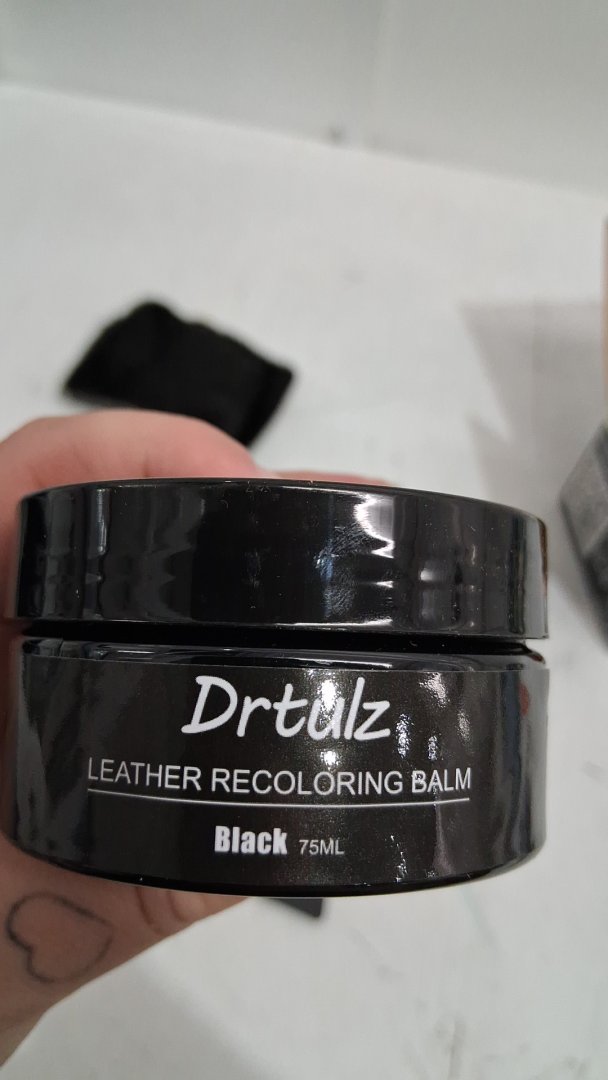 Drtulz
LEATHER RECOLORING BALM
Black 75ML